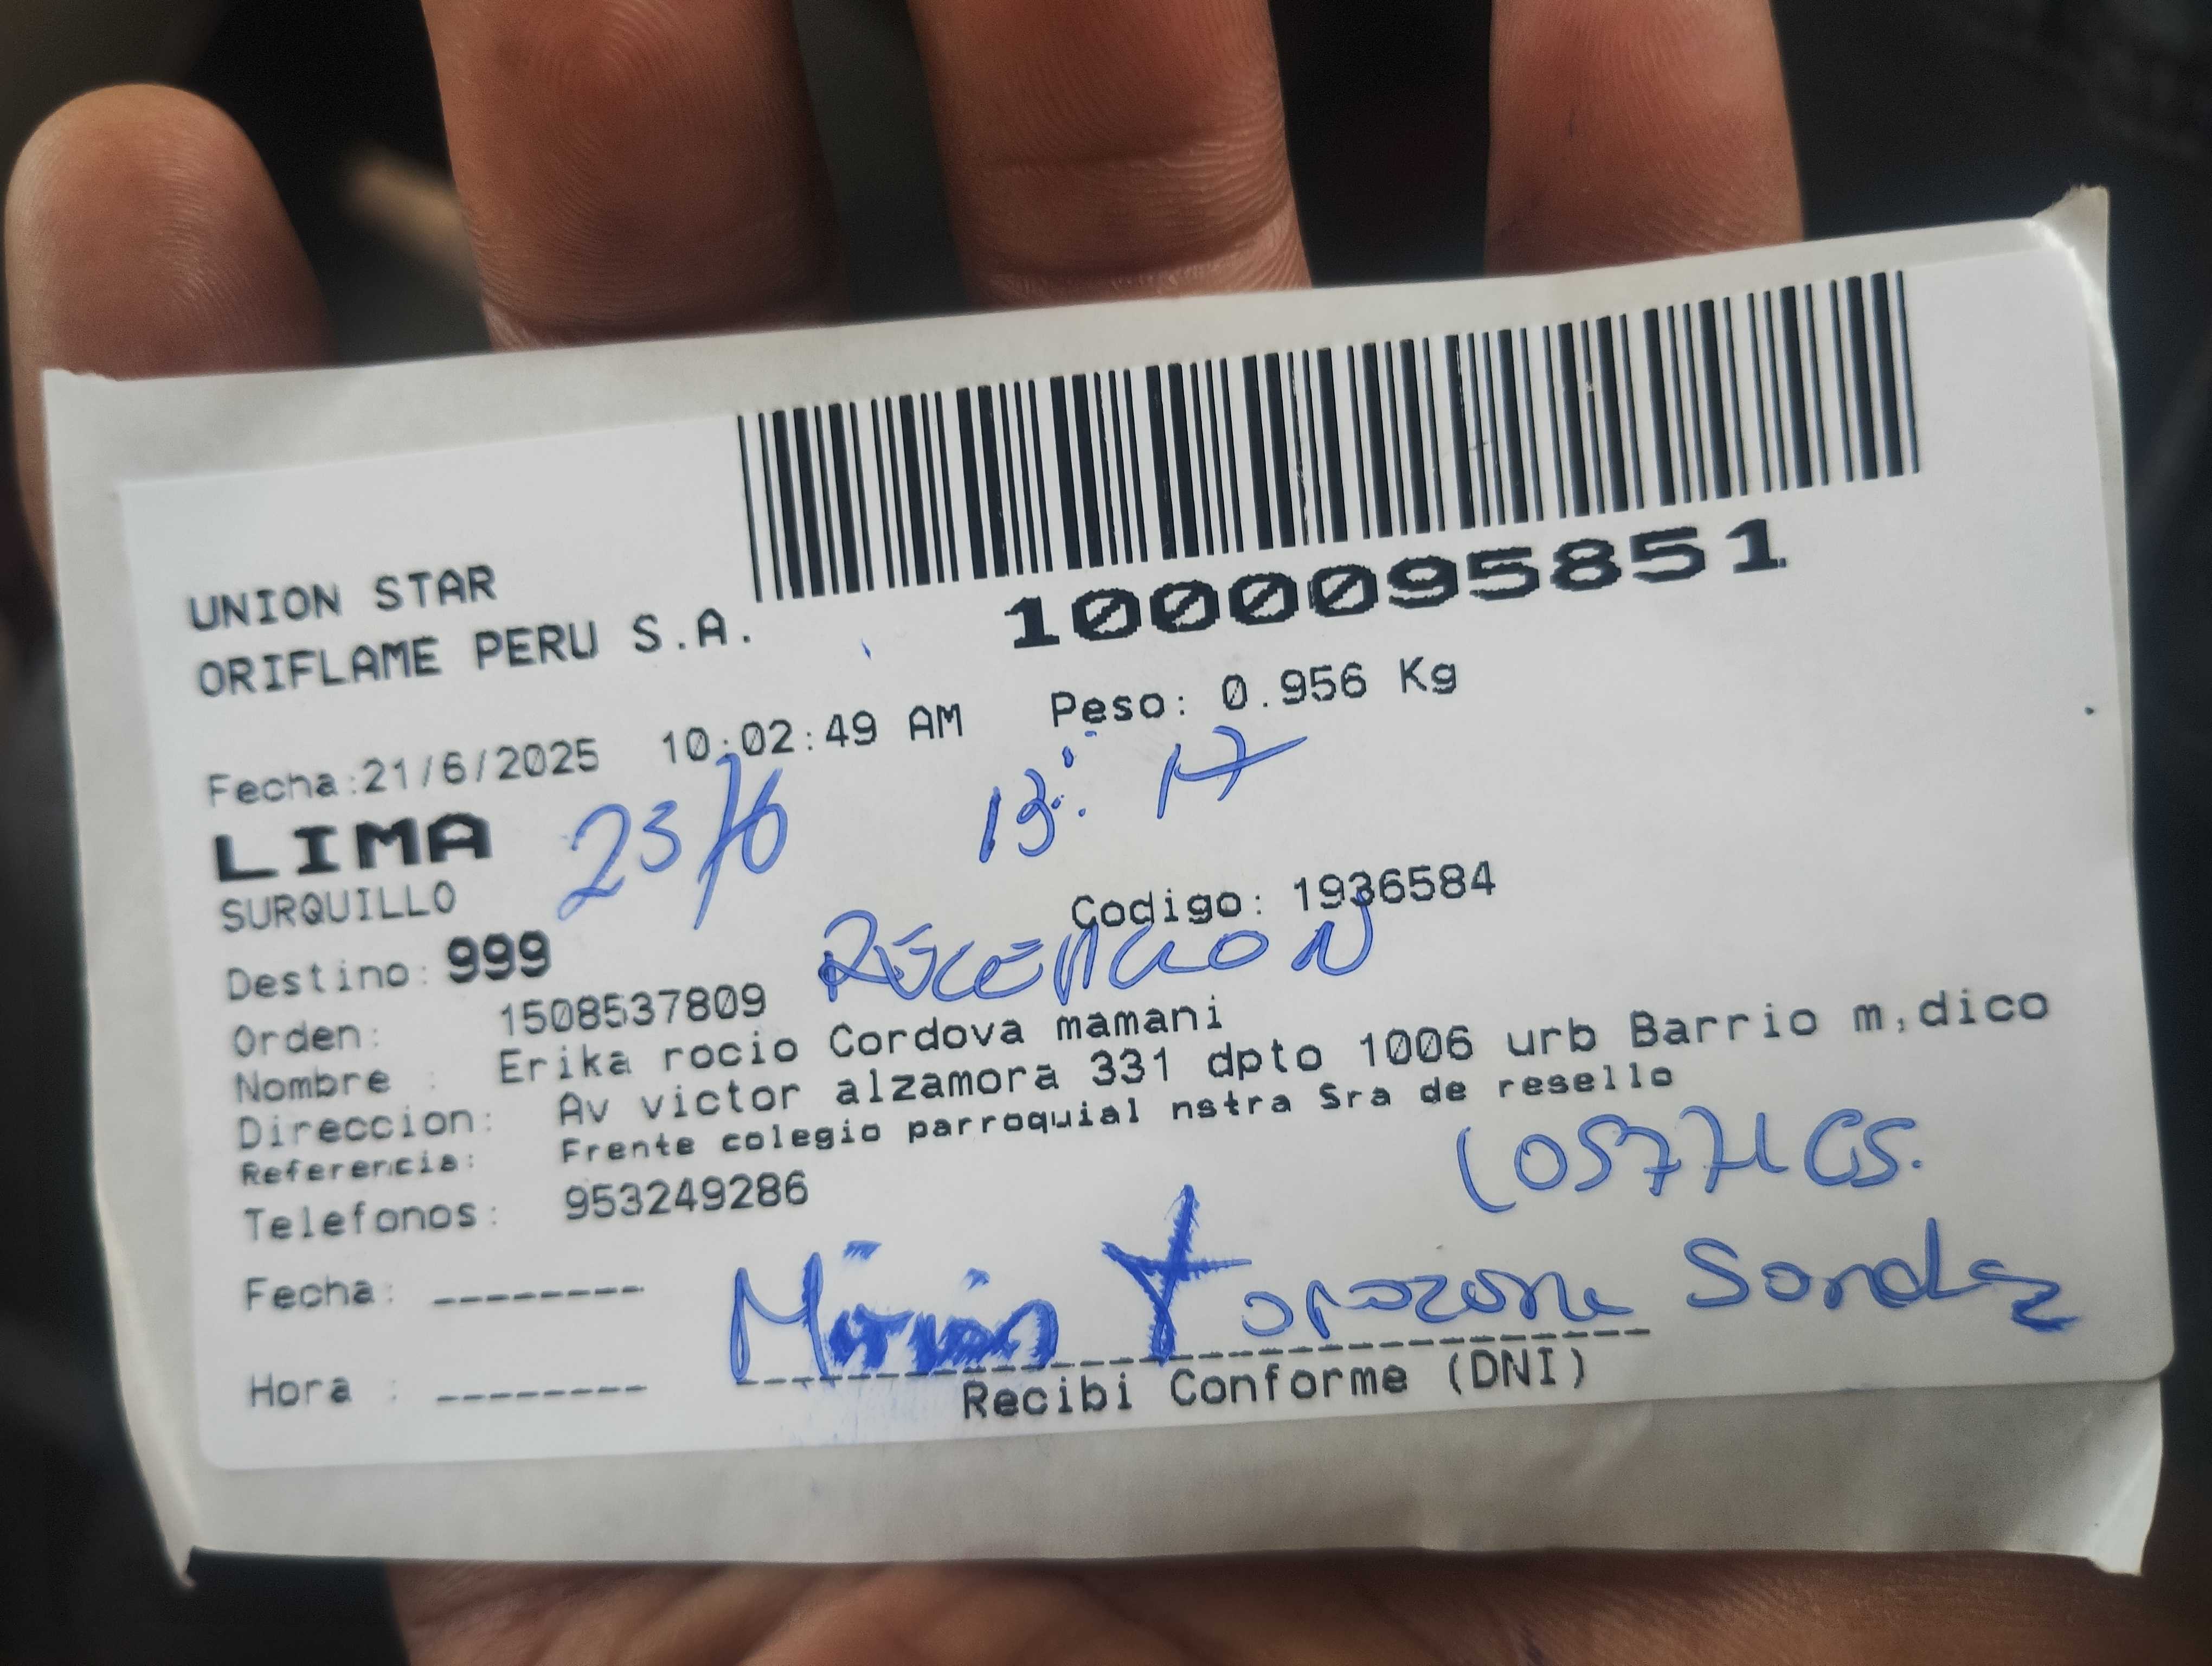 UNION STAR
ORIFLAME PERU S.A.
1000095851
Fecha:21/6/2025 10:02:49 AM Peso: 0.956 Kg
23/6 13:17
LIMA
SURQUILLO
Codigo: 1936584
Destino: 999
RECEPCION
Orden: 1508537809
Nombre : Erika rocio Cordova mamani
Direccion: Av victor alzamora 331 dpto 1006 urb Barrio m,dico
Referencia: Frente colegio parroquial nstra Sra de resello
Telefonos: 953249286
Fecha: --------
Hora : --------
Recibi Conforme (DNI)